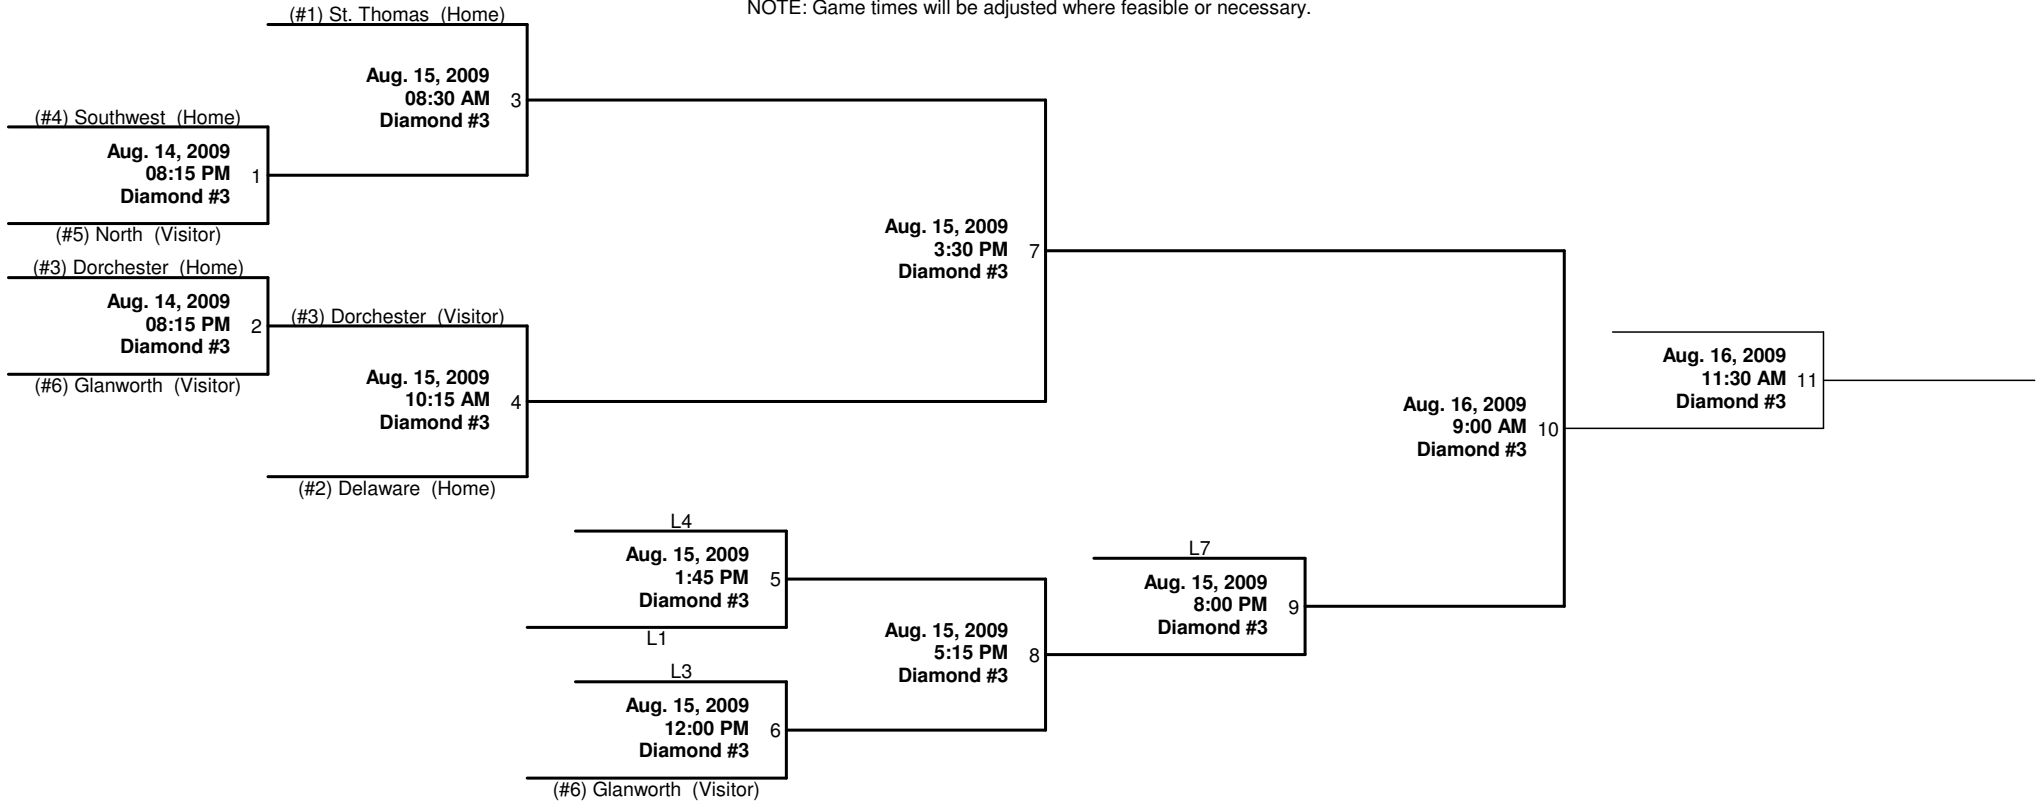 NOTE: Game times will be adjusted where feasible or necessary.
(#1) St. Thomas (Home)
Aug. 15, 2009
08:30 AM 3
Diamond #3
(#4) Southwest (Home)
Aug. 14, 2009
08:15 PM 1
Diamond #3
(#5) North (Visitor)
(#3) Dorchester (Home)
Aug. 14, 2009
08:15 PM 2
Diamond #3
(#6) Glanworth (Visitor)
(#3) Dorchester (Visitor)
Aug. 15, 2009
10:15 AM 4
Diamond #3
(#2) Delaware (Home)
Aug. 15, 2009
3:30 PM 7
Diamond #3
L4
Aug. 15, 2009
1:45 PM 5
Diamond #3
L1
L3
Aug. 15, 2009
12:00 PM 6
Diamond #3
(#6) Glanworth (Visitor)
Aug. 15, 2009
5:15 PM 8
Diamond #3
L7
Aug. 15, 2009
8:00 PM 9
Diamond #3
Aug. 16, 2009
9:00 AM 10
Diamond #3
Aug. 16, 2009
11:30 AM 11
Diamond #3